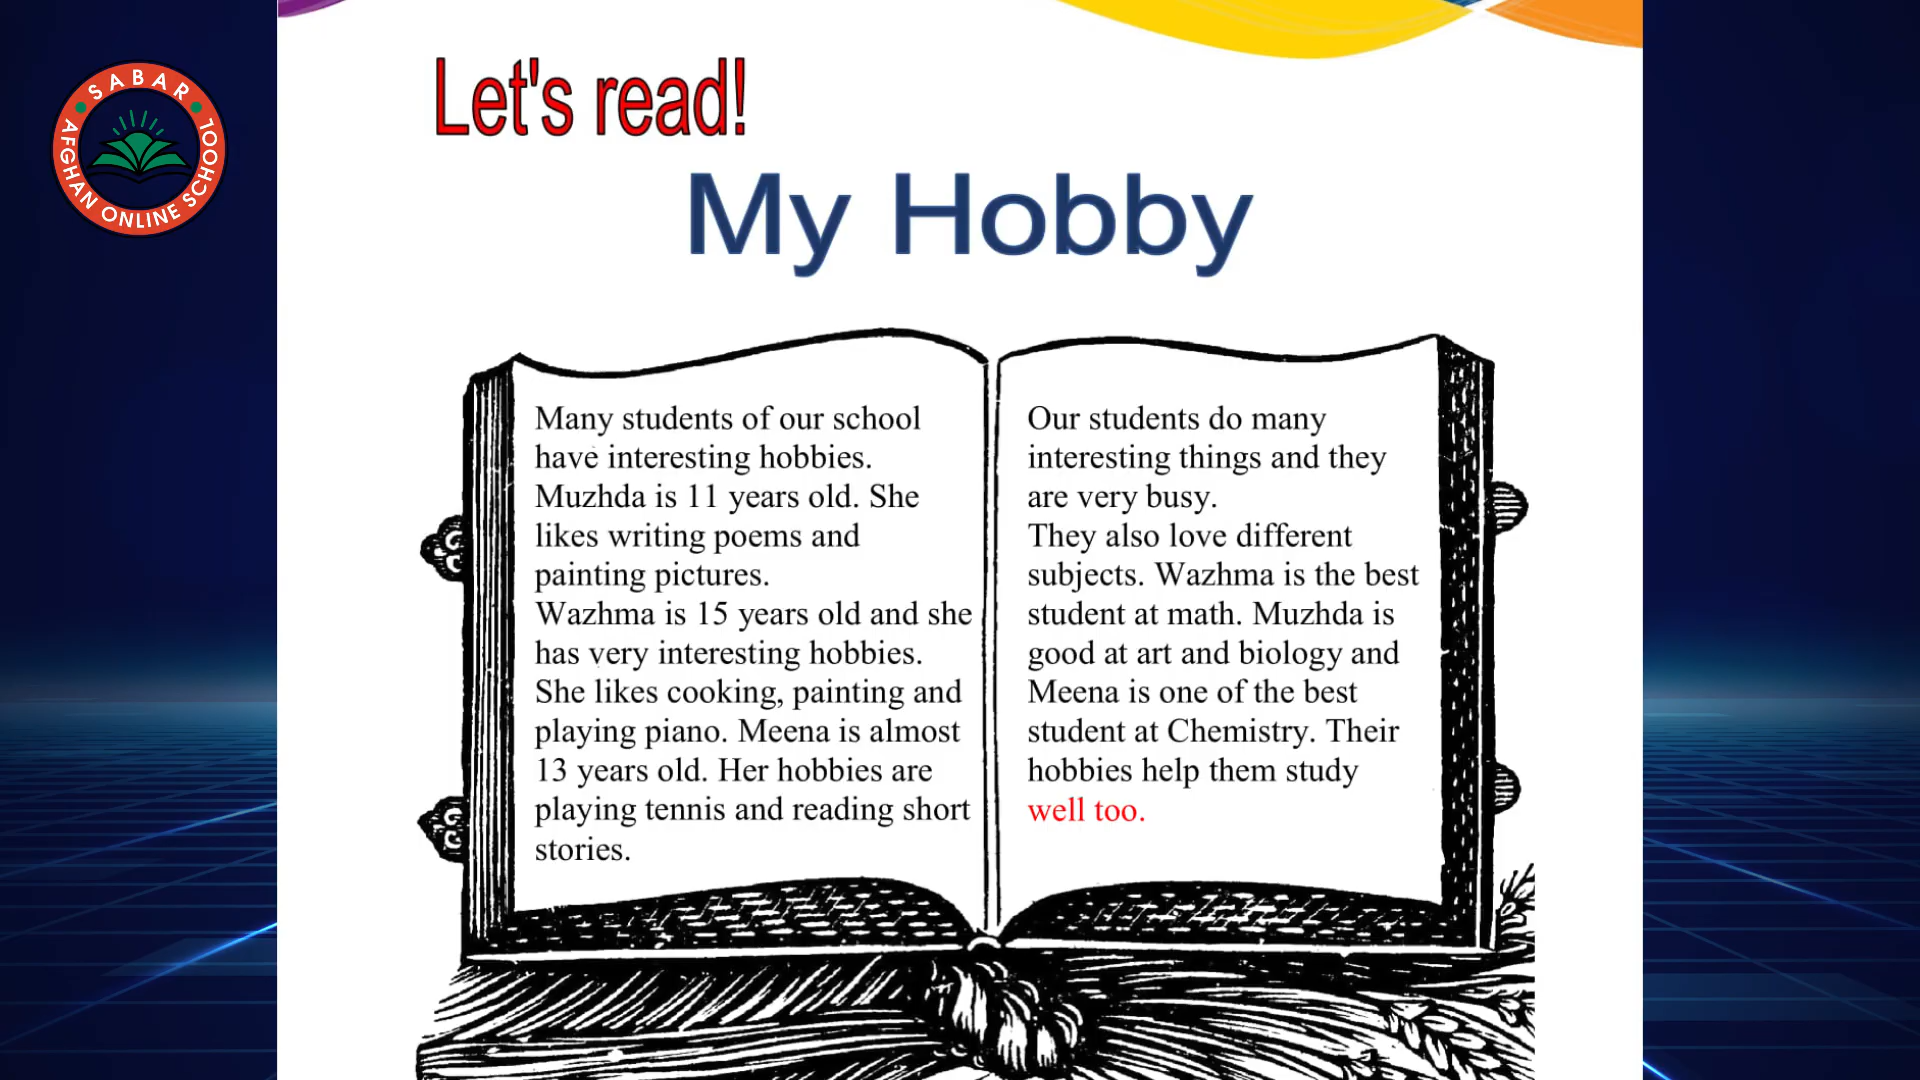 SABAR
AFGHAN ONLINE SCHOOL
Let's read!
My Hobby
Many students of our school
have interesting hobbies.
Muzhda is 11 years old. She
likes writing poems and
painting pictures.
Wazhma is 15 years old and she
has very interesting hobbies.
She likes cooking, painting and
playing piano. Meena is almost
13 years old. Her hobbies are
playing tennis and reading short
stories.
Our students do many
interesting things and they
are very busy.
They also love different
subjects. Wazhma is the best
student at math. Muzhda is
good at art and biology and
Meena is one of the best
student at Chemistry. Their
hobbies help them study
well too.